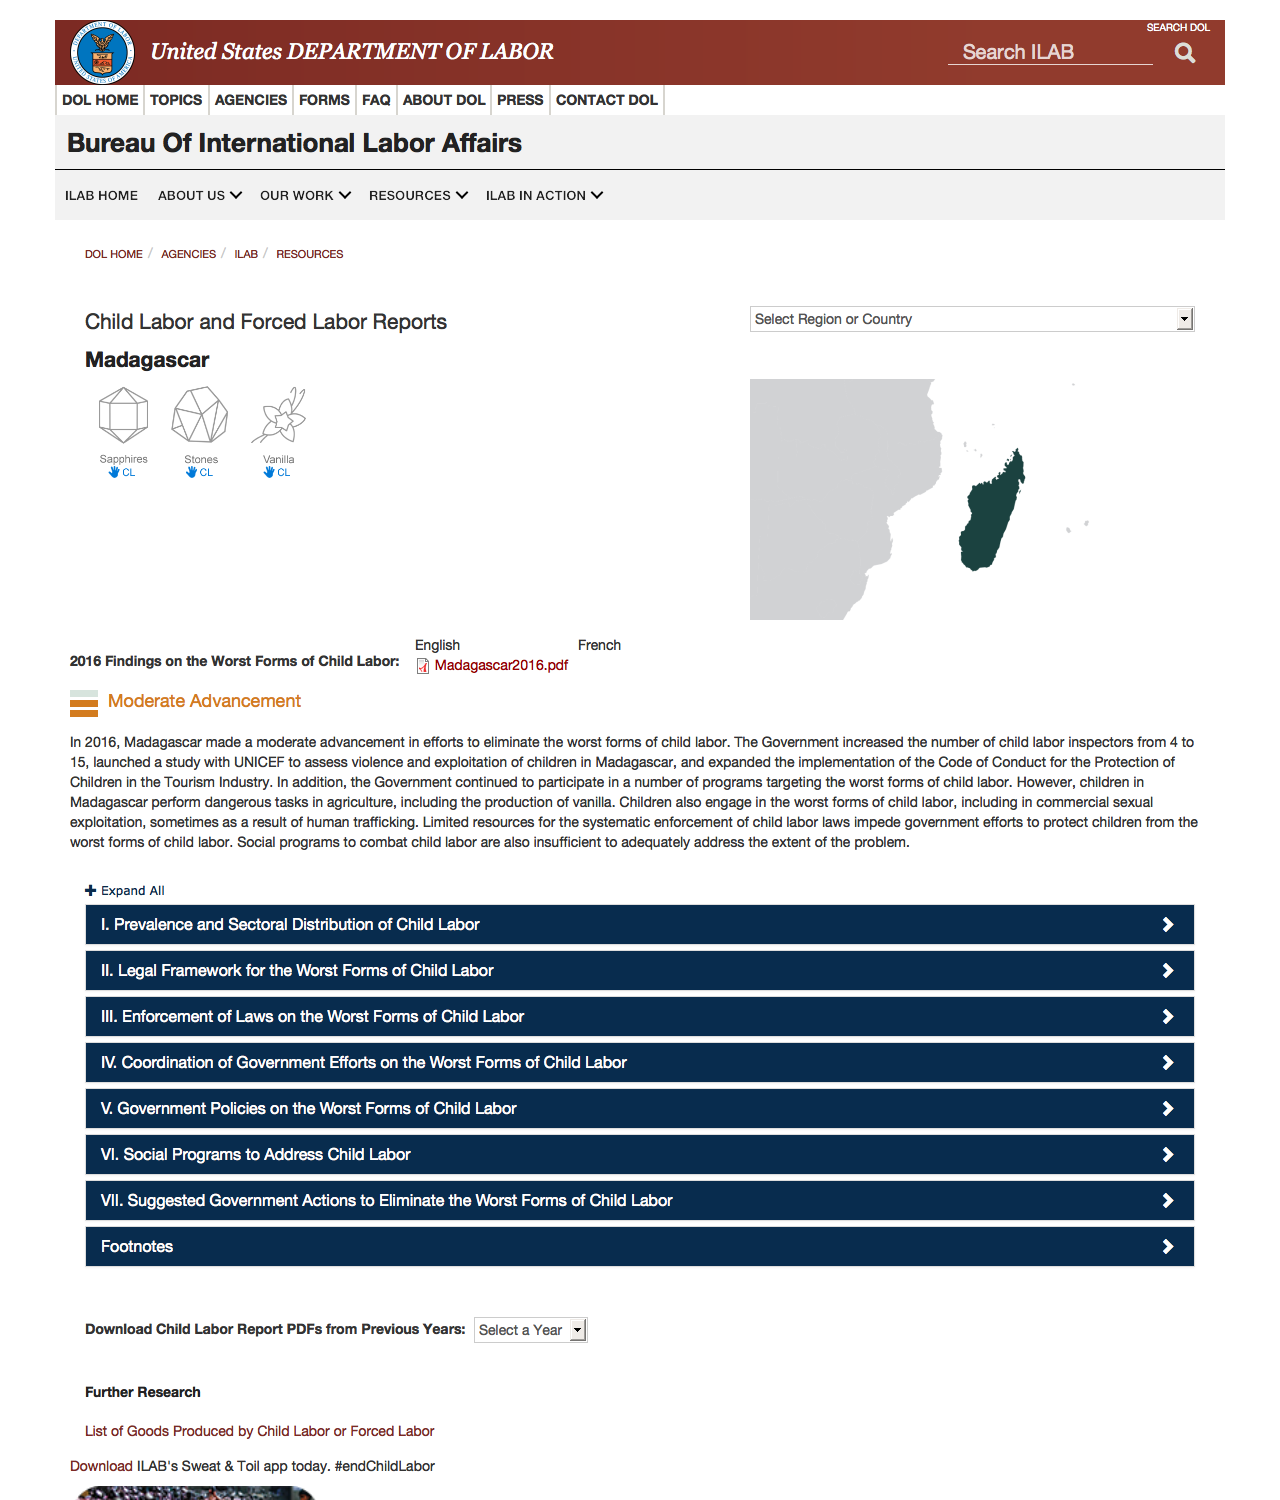 SEARCH DOL
United States DEPARTMENT OF LABOR
Search ILAB
DOL HOME TOPICS AGENCIES FORMS FAQ ABOUT DOL PRESS CONTACT DOL
Bureau Of International Labor Affairs
ILAB HOME ABOUT US OUR WORK RESOURCES ILAB IN ACTION
DOL HOME / AGENCIES / ILAB / RESOURCES
Child Labor and Forced Labor Reports
Select Region or Country
Madagascar
Sapphires Stones Vanilla
CL CL CL
English French
2016 Findings on the Worst Forms of Child Labor:
Madagascar2016.pdf
Moderate Advancement
In 2016, Madagascar made a moderate advancement in efforts to eliminate the worst forms of child labor. The Government increased the number of child labor inspectors from 4 to
15, launched a study with UNICEF to assess violence and exploitation of children in Madagascar, and expanded the implementation of the Code of Conduct for the Protection of
Children in the Tourism Industry. In addition, the Government continued to participate in a number of programs targeting the worst forms of child labor. However, children in
Madagascar perform dangerous tasks in agriculture, including the production of vanilla. Children also engage in the worst forms of child labor, including in commercial sexual
exploitation, sometimes as a result of human trafficking. Limited resources for the systematic enforcement of child labor laws impede government efforts to protect children from the
worst forms of child labor. Social programs to combat child labor are also insufficient to adequately address the extent of the problem.
Expand All
I. Prevalence and Sectoral Distribution of Child Labor
II. Legal Framework for the Worst Forms of Child Labor
III. Enforcement of Laws on the Worst Forms of Child Labor
IV. Coordination of Government Efforts on the Worst Forms of Child Labor
V. Government Policies on the Worst Forms of Child Labor
VI. Social Programs to Address Child Labor
VII. Suggested Government Actions to Eliminate the Worst Forms of Child Labor
Footnotes
Download Child Labor Report PDFs from Previous Years: Select a Year
Further Research
List of Goods Produced by Child Labor or Forced Labor
Download ILAB's Sweat & Toil app today. #endChildLabor